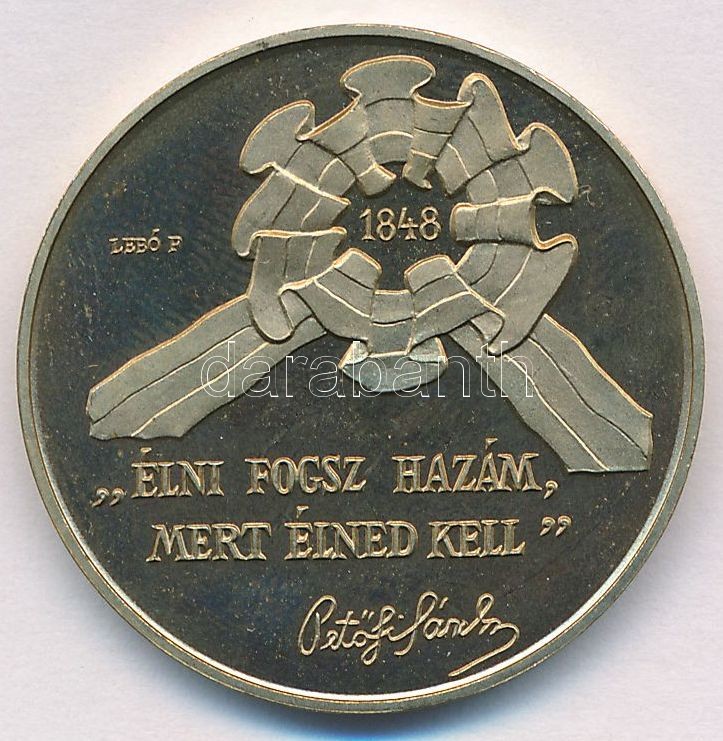 1848
LEBÓ F
darabanth
„ÉLNI FOGSZ HAZÁM,
MERT ÉLNED KELL”
Petőfi Sándor